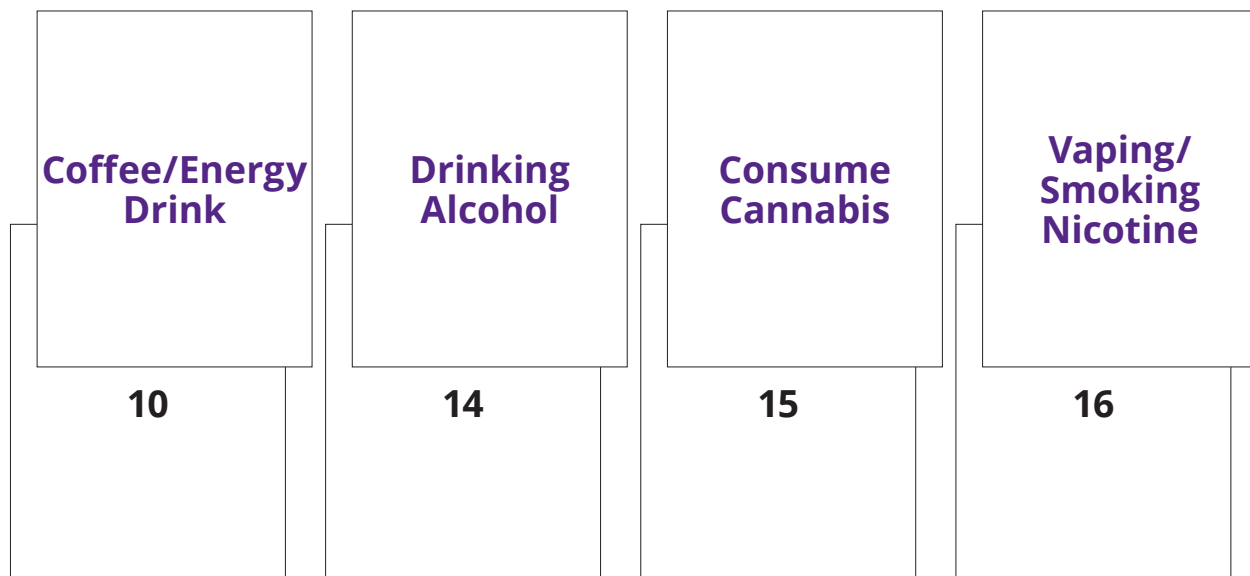 Coffee/Energy
Drink
10
Drinking
Alcohol
14
Consume
Cannabis
15
Vaping/
Smoking
Nicotine
16